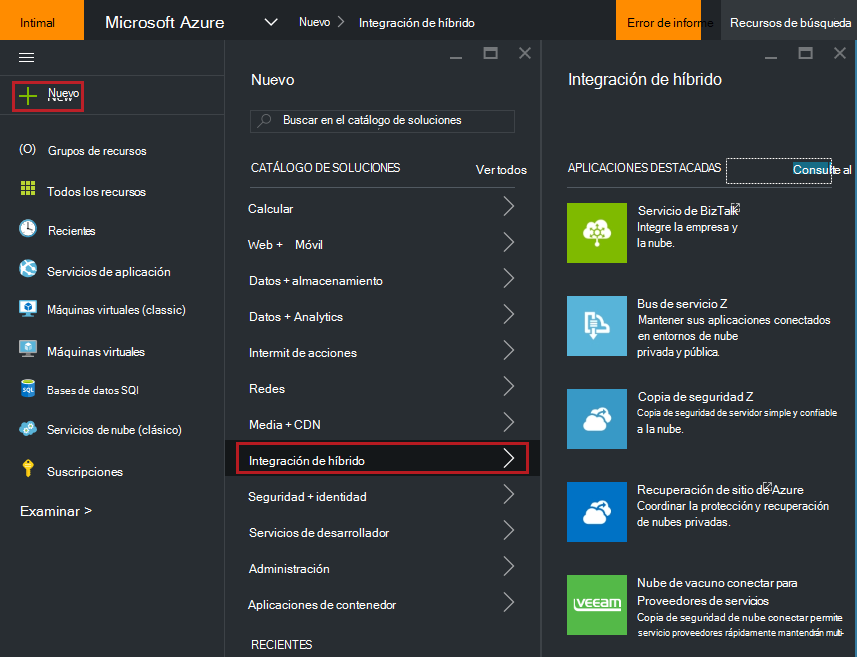 Intimal
Microsoft Azure
Nuevo
Integración de híbrido
Error de informe
Recursos de búsqueda
Nuevo
Grupos de recursos
Todos los recursos
Recientes
Servicios de aplicación
Máquinas virtuales (classic)
Máquinas virtuales
SQL
Bases de datos SQl
Servicios de nube (clásico)
Suscripciones
Examinar >
Nuevo
Buscar en el catálogo de soluciones
CATÁLOGO DE SOLUCIONES
Ver todos
Calcular
Web + Móvil
Datos + almacenamiento
Datos + Analytics
Intermit de acciones
Redes
Media + CDN
Integración de híbrido
Seguridad + identidad
Servicios de desarrollador
Administración
Aplicaciones de contenedor
RECIENTES
Integración de híbrido
APLICACIONES DESTACADAS
Consulte al
Servicio de BizTalk
Integre la empresa y
la nube.
Bus de servicio Z
Mantener sus aplicaciones conectados
en entornos de nube
privada y pública.
Copia de seguridad Z
Copia de seguridad de servidor simple y confiable
a la nube.
Recuperación de sitio de Azure
Coordinar la protección y recuperación
de nubes privadas.
veeam
Nube de vacuno conectar para
Proveedores de servicios
Copia de seguridad de nube conectar permite
servicio proveedores rápidamente mantendrán multi-